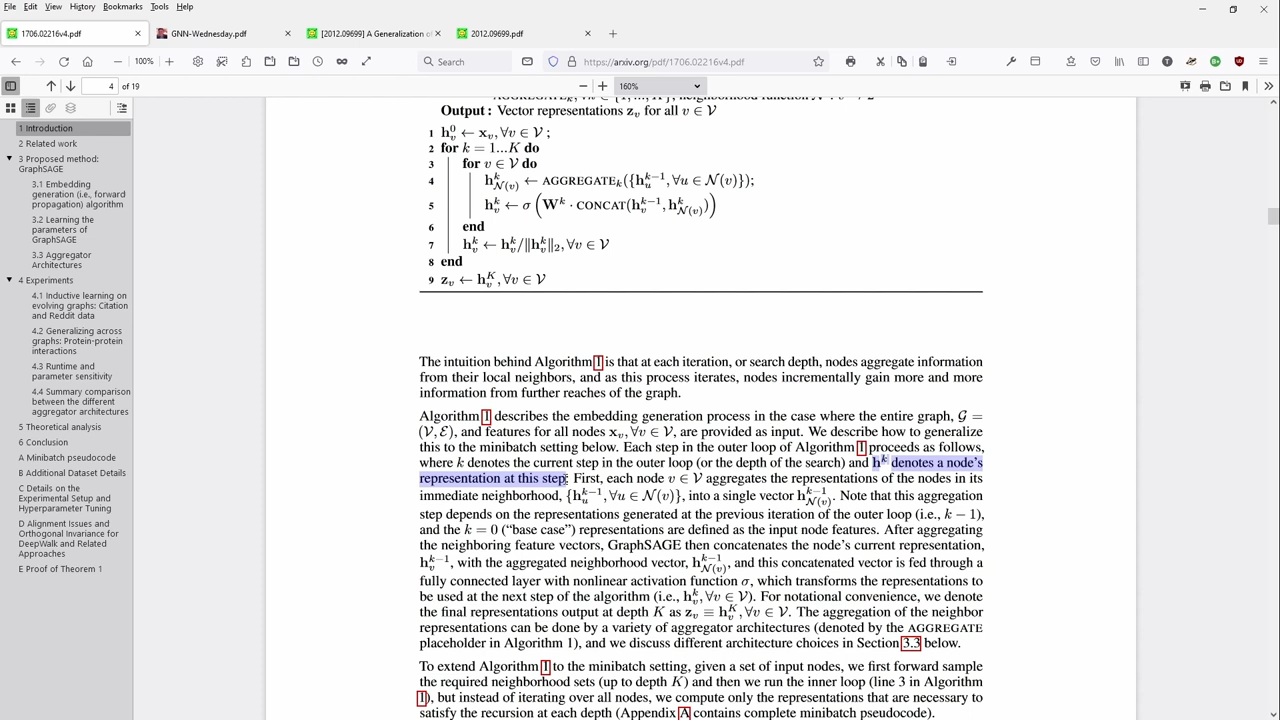 File Edit View History Bookmarks Tools Help
1706.02216v4.pdf
GNN-Wednesday.pdf
[2012.09699] A Generalization o
2012.09699.pdf
100%
Search
https://arxiv.org/pdf/1706.02216v4.pdf
4 of 19
160%
1 Introduction
2 Related work
3 Proposed method:
GraphSAGE
3.1 Embedding
generation (i.e., forward
propagation) algorithm
3.2 Learning the
parameters of
GraphSAGE
3.3 Aggregator
Architectures
4 Experiments
4.1 Inductive learning on
evolving graphs: Citation
and Reddit data
4.2 Generalizing across
graphs: Protein-protein
interactions
4.3 Runtime and
parameter sensitivity
4.4 Summary comparison
between the different
aggregator architectures
5 Theoretical analysis
6 Conclusion
A Minibatch pseudocode
B Additional Dataset Details
C Details on the
Experimental Setup and
Hyperparameter Tuning
D Alignment Issues and
Orthogonal Invariance for
DeepWalk and Related
Approaches
E Proof of Theorem 1
Output : Vector representations z_v for all v ∈ V
1 h_v^0 ← x_v, ∀v ∈ V ;
2 for k = 1...K do
3 for v ∈ V do
4 h_{N(v)}^k ← AGGREGATE_k({h_u^{k−1}, ∀u ∈ N(v)});
5 h_v^k ← σ (W^k · CONCAT(h_v^{k−1}, h_{N(v)}^k))
6 end
7 h_v^k ← h_v^k/‖h_v^k‖_2, ∀v ∈ V
8 end
9 z_v ← h_v^K, ∀v ∈ V
The intuition behind Algorithm 1 is that at each iteration, or search depth, nodes aggregate information
from their local neighbors, and as this process iterates, nodes incrementally gain more and more
information from further reaches of the graph.
Algorithm 1 describes the embedding generation process in the case where the entire graph, G =
(V, E), and features for all nodes x_v, ∀v ∈ V, are provided as input. We describe how to generalize
this to the minibatch setting below. Each step in the outer loop of Algorithm 1 proceeds as follows,
where k denotes the current step in the outer loop (or the depth of the search) and h^k denotes a node's
representation at this step: First, each node v ∈ V aggregates the representations of the nodes in its
immediate neighborhood, {h_u^{k−1}, ∀u ∈ N(v)}, into a single vector h_{N(v)}^{k−1}. Note that this aggregation
step depends on the representations generated at the previous iteration of the outer loop (i.e., k − 1),
and the k = 0 ("base case") representations are defined as the input node features. After aggregating
the neighboring feature vectors, GraphSAGE then concatenates the node's current representation,
h_v^{k−1}, with the aggregated neighborhood vector, h_{N(v)}^{k−1}, and this concatenated vector is fed through a
fully connected layer with nonlinear activation function σ, which transforms the representations to
be used at the next step of the algorithm (i.e., h_v^k, ∀v ∈ V). For notational convenience, we denote
the final representations output at depth K as z_v ≡ h_v^K, ∀v ∈ V. The aggregation of the neighbor
representations can be done by a variety of aggregator architectures (denoted by the AGGREGATE
placeholder in Algorithm 1), and we discuss different architecture choices in Section 3.3 below.
To extend Algorithm 1 to the minibatch setting, given a set of input nodes, we first forward sample
the required neighborhood sets (up to depth K) and then we run the inner loop (line 3 in Algorithm
1), but instead of iterating over all nodes, we compute only the representations that are necessary to
satisfy the recursion at each depth (Appendix A contains complete minibatch pseudocode).